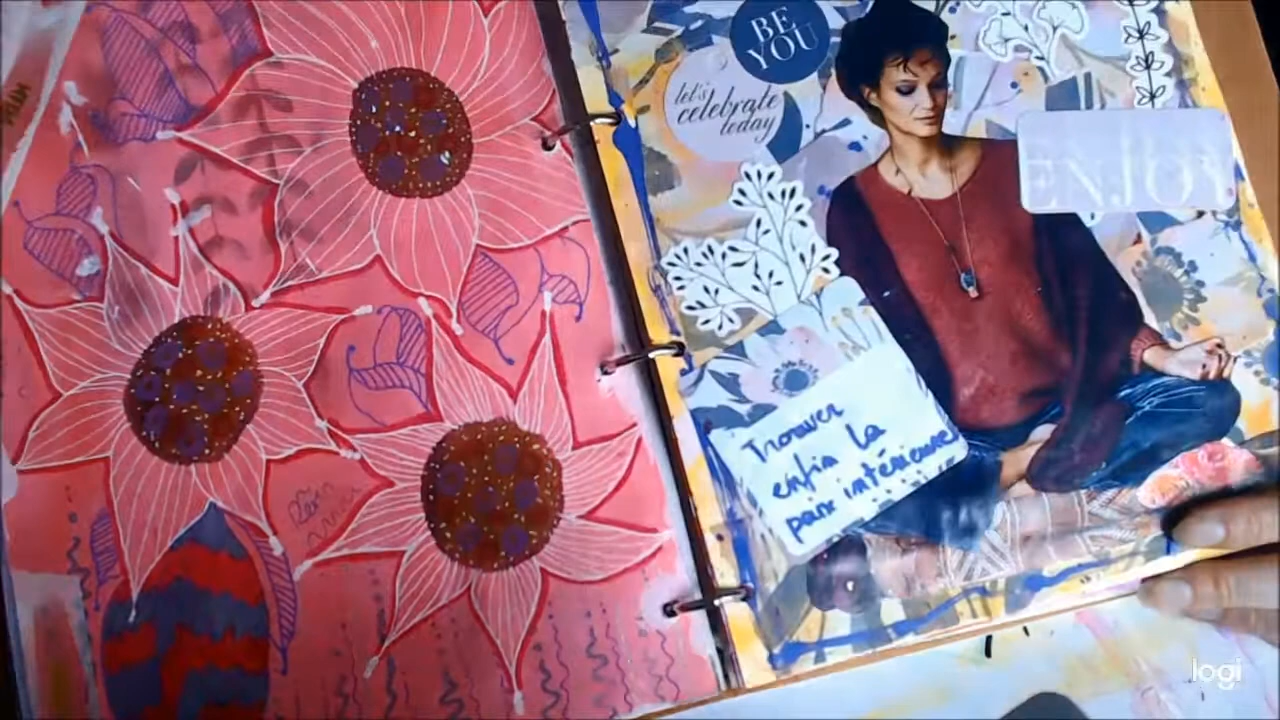 BE
YOU
let's
celebrate
today
ENJOY
Trouver
enfin la
paix intérieure
logi